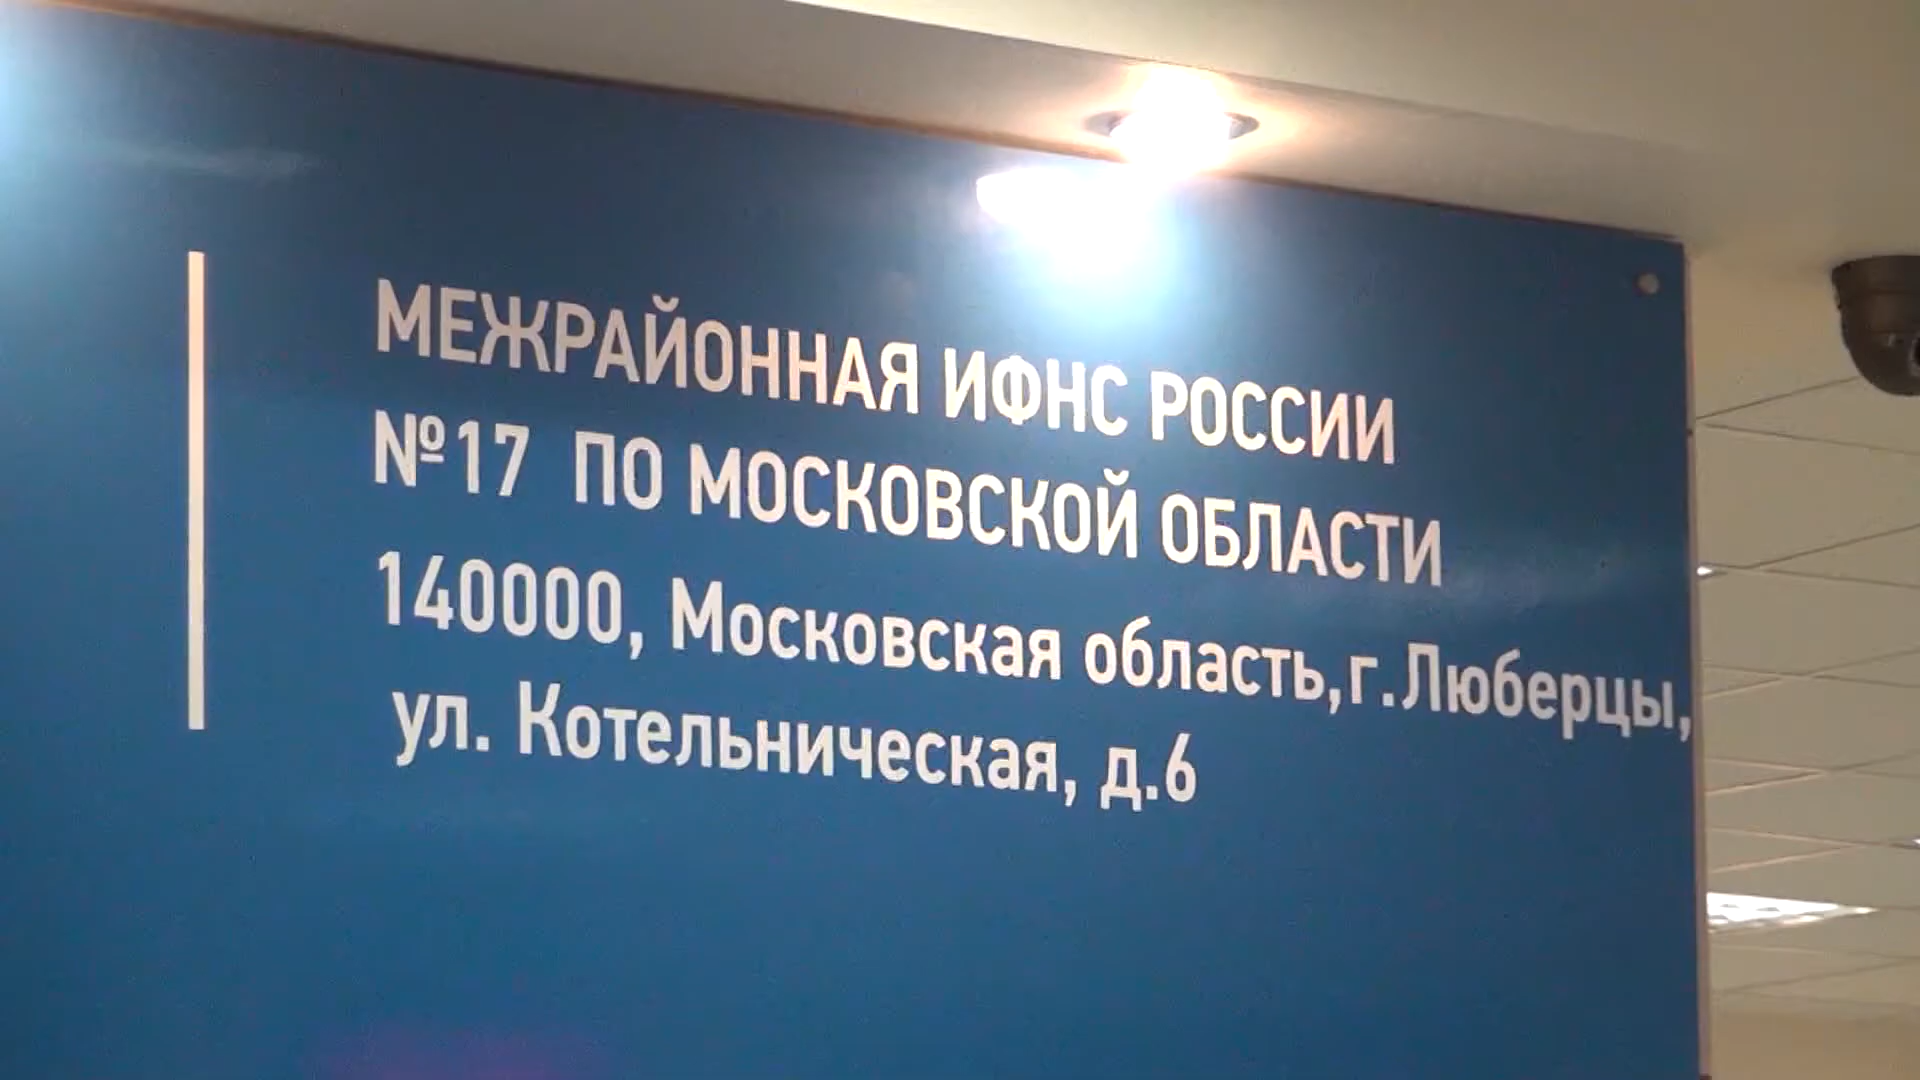 МЕЖРАЙОННАЯ ИФНС РОССИИ
№17 ПО МОСКОВСКОЙ ОБЛАСТИ
140000, Московская область,г.Люберцы,
ул. Котельническая, д.6